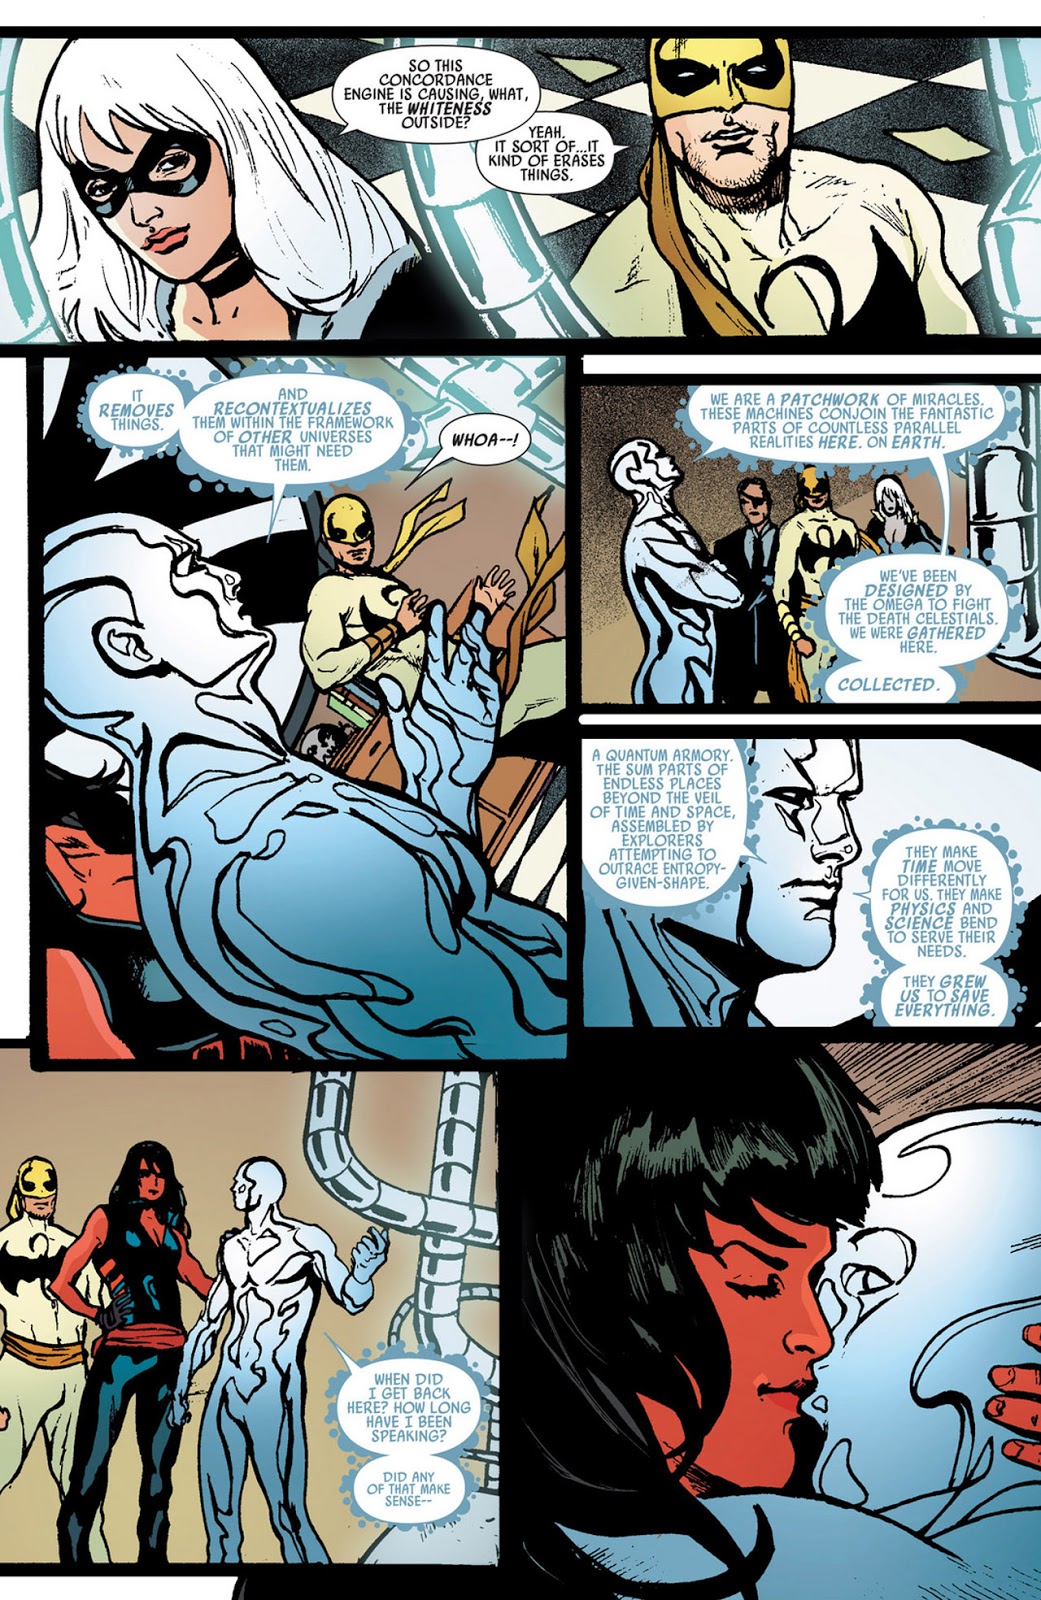 SO THIS
CONCORDANCE
ENGINE IS CAUSING, WHAT,
THE WHITENESS
OUTSIDE?
YEAH.
IT SORT OF...IT
KIND OF ERASES
THINGS.
IT
REMOVES
THINGS.
AND
RECONTEXTUALIZES
THEM WITHIN THE FRAMEWORK
OF OTHER UNIVERSES
THAT MIGHT NEED
THEM.
WHOA--!
WE ARE A PATCHWORK OF MIRACLES.
THESE MACHINES CONJOIN THE FANTASTIC
PARTS OF COUNTLESS PARALLEL
REALITIES HERE. ON EARTH.
WE'VE BEEN
DESIGNED BY
THE OMEGA TO FIGHT
THE DEATH CELESTIALS.
WE WERE GATHERED
HERE.
COLLECTED.
A QUANTUM ARMORY.
THE SUM PARTS OF
ENDLESS PLACES
BEYOND THE VEIL
OF TIME AND SPACE,
ASSEMBLED BY
EXPLORERS
ATTEMPTING TO
OUTRACE ENTROPY-
GIVEN-SHAPE.
THEY MAKE
TIME MOVE
DIFFERENTLY
FOR US. THEY MAKE
PHYSICS AND
SCIENCE BEND
TO SERVE THEIR
NEEDS.
THEY GREW
US TO SAVE
EVERYTHING.
WHEN DID
I GET BACK
HERE? HOW LONG
HAVE I BEEN
SPEAKING?
DID ANY
OF THAT MAKE
SENSE--